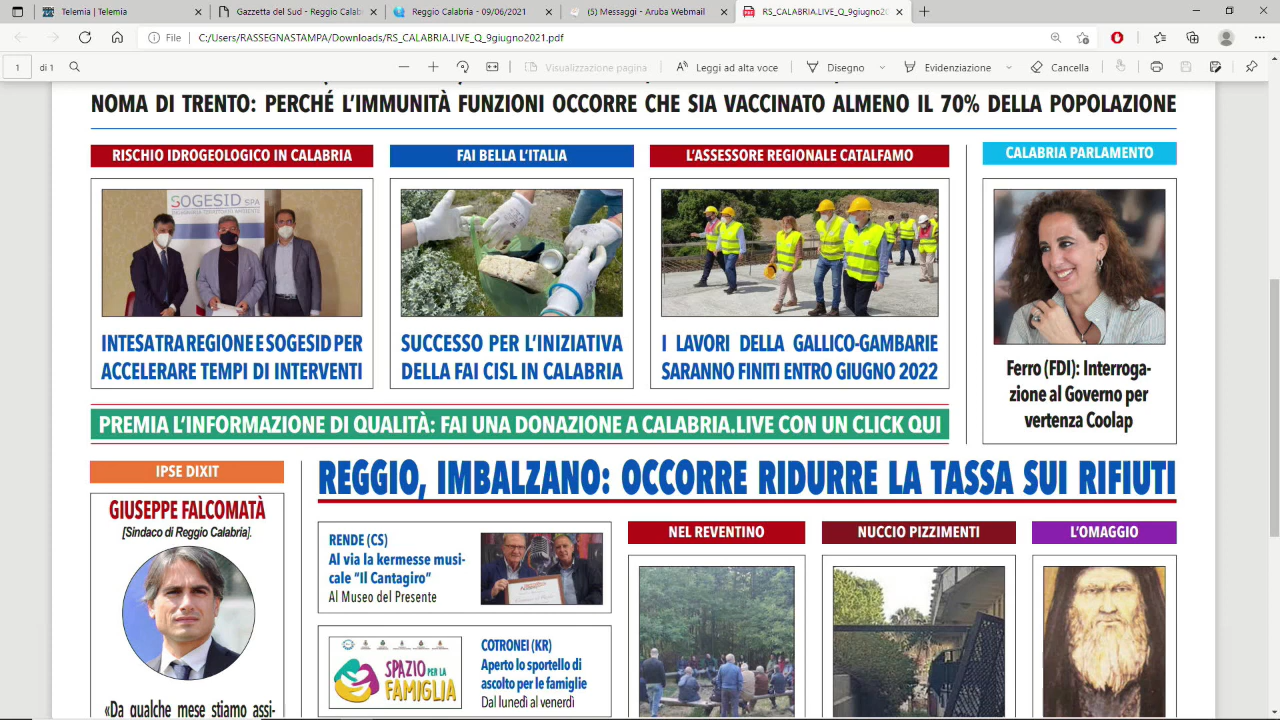 Telemia | Telemia
Gazzetta del Sud - Reggio Calabr
Reggio Calabria - 09/06/2021
(5) Messaggi - Aruba Webmail
RS_CALABRIA.LIVE_Q_9giugno20
File
C:/Users/RASSEGNASTAMPA/Downloads/RS_CALABRIA.LIVE_Q_9giugno2021.pdf
1 di 1
Visualizzazione pagina
Leggi ad alta voce
Disegno
Evidenziazione
Cancella
NOMA DI TRENTO: PERCHÉ L'IMMUNITÀ FUNZIONI OCCORRE CHE SIA VACCINATO ALMENO IL 70% DELLA POPOLAZIONE
RISCHIO IDROGEOLOGICO IN CALABRIA
SOGESID SPA
INTESA TRA REGIONE E SOGESID PER
ACCELERARE TEMPI DI INTERVENTI
FAI BELLA L'ITALIA
SUCCESSO PER L'INIZIATIVA
DELLA FAI CISL IN CALABRIA
L'ASSESSORE REGIONALE CATALFAMO
I LAVORI DELLA GALLICO-GAMBARIE
SARANNO FINITI ENTRO GIUGNO 2022
CALABRIA PARLAMENTO
Ferro (FDI): Interroga-
zione al Governo per
vertenza Coolap
PREMIA L'INFORMAZIONE DI QUALITÀ: FAI UNA DONAZIONE A CALABRIA.LIVE CON UN CLICK QUI
IPSE DIXIT
GIUSEPPE FALCOMATÀ
[Sindaco di Reggio Calabria].
«Da qualche mese stiamo assi-
REGGIO, IMBALZANO: OCCORRE RIDURRE LA TASSA SUI RIFIUTI
RENDE (CS)
Al via la kermesse musi-
cale "Il Cantagiro"
Al Museo del Presente
SPAZIO PER LA
FAMIGLIA
COTRONEI (KR)
Aperto lo sportello di
ascolto per le famiglie
Dal lunedì al venerdì
NEL REVENTINO
NUCCIO PIZZIMENTI
L'OMAGGIO